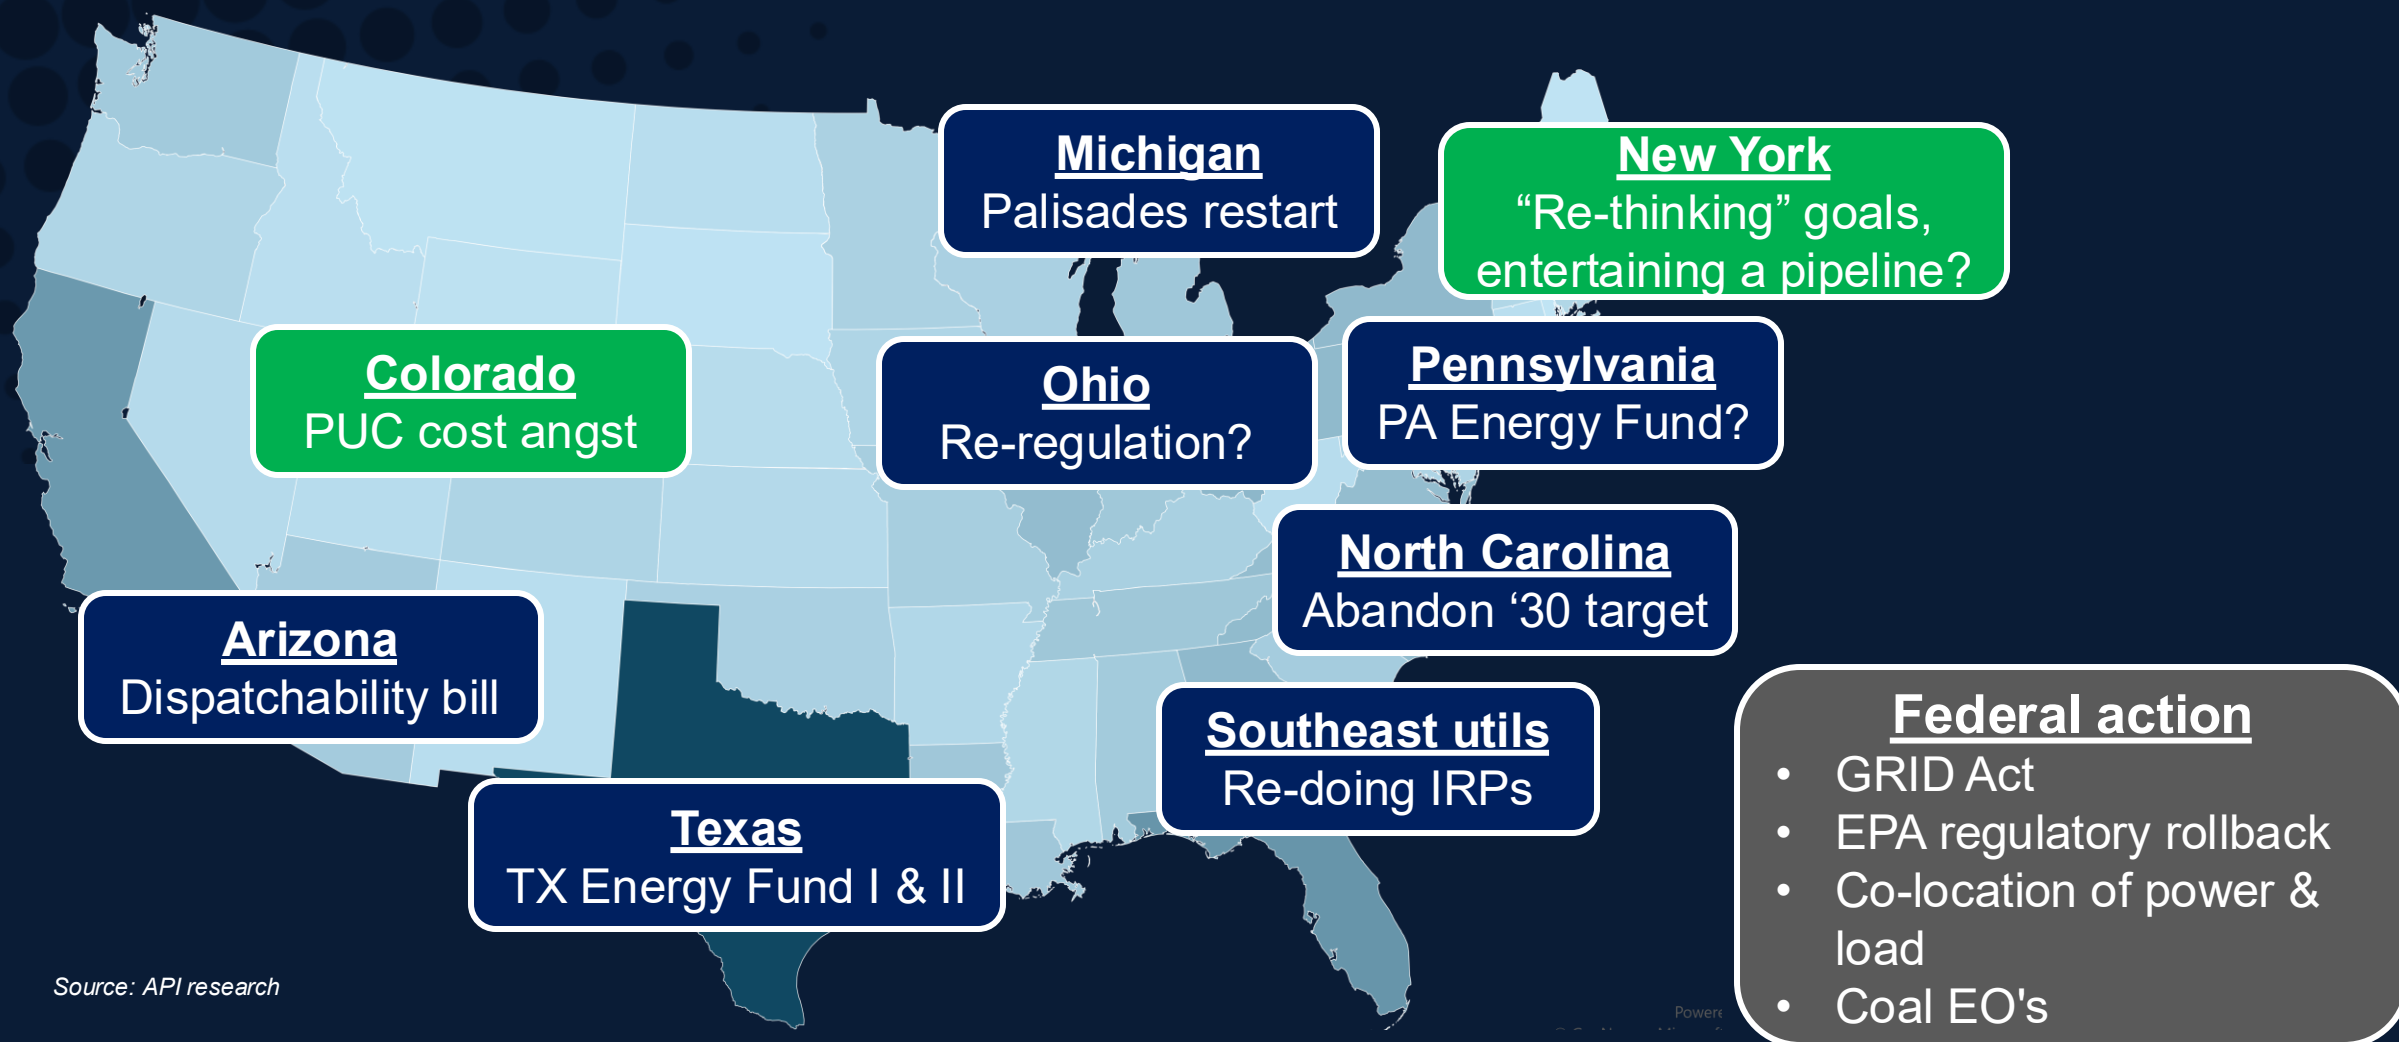 Michigan
Palisades restart
New York
“Re-thinking” goals,
entertaining a pipeline?
Colorado
PUC cost angst
Ohio
Re-regulation?
Pennsylvania
PA Energy Fund?
North Carolina
Abandon ‘30 target
Arizona
Dispatchability bill
Southeast utils
Re-doing IRPs
Texas
TX Energy Fund I & II
Federal action
• GRID Act
• EPA regulatory rollback
• Co-location of power &
load
• Coal EO's
Source: API research